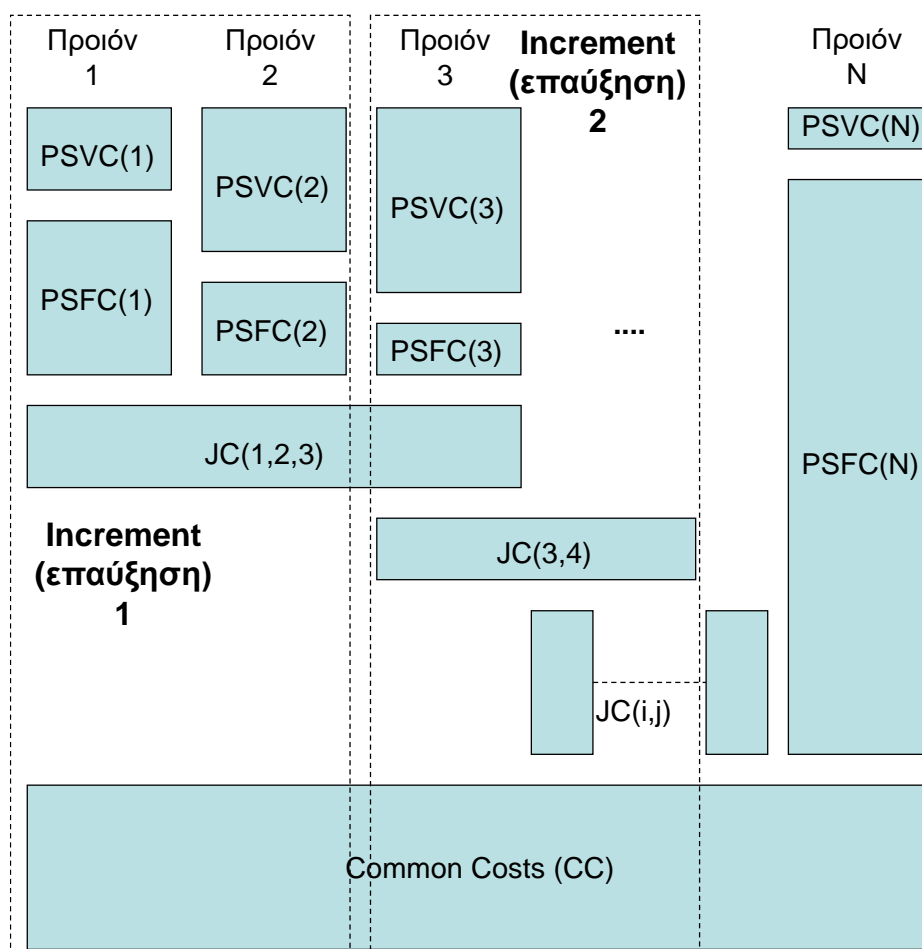 Προιόν
1
Προιόν
2
Προιόν
3
Increment
(επαύξηση)
2
Προιόν
N
PSVC(1)
PSVC(2)
PSVC(3)
PSVC(N)
PSFC(1)
PSFC(2)
PSFC(3)
....
PSFC(N)
JC(1,2,3)
Increment
(επαύξηση)
1
JC(3,4)
JC(i,j)
Common Costs (CC)